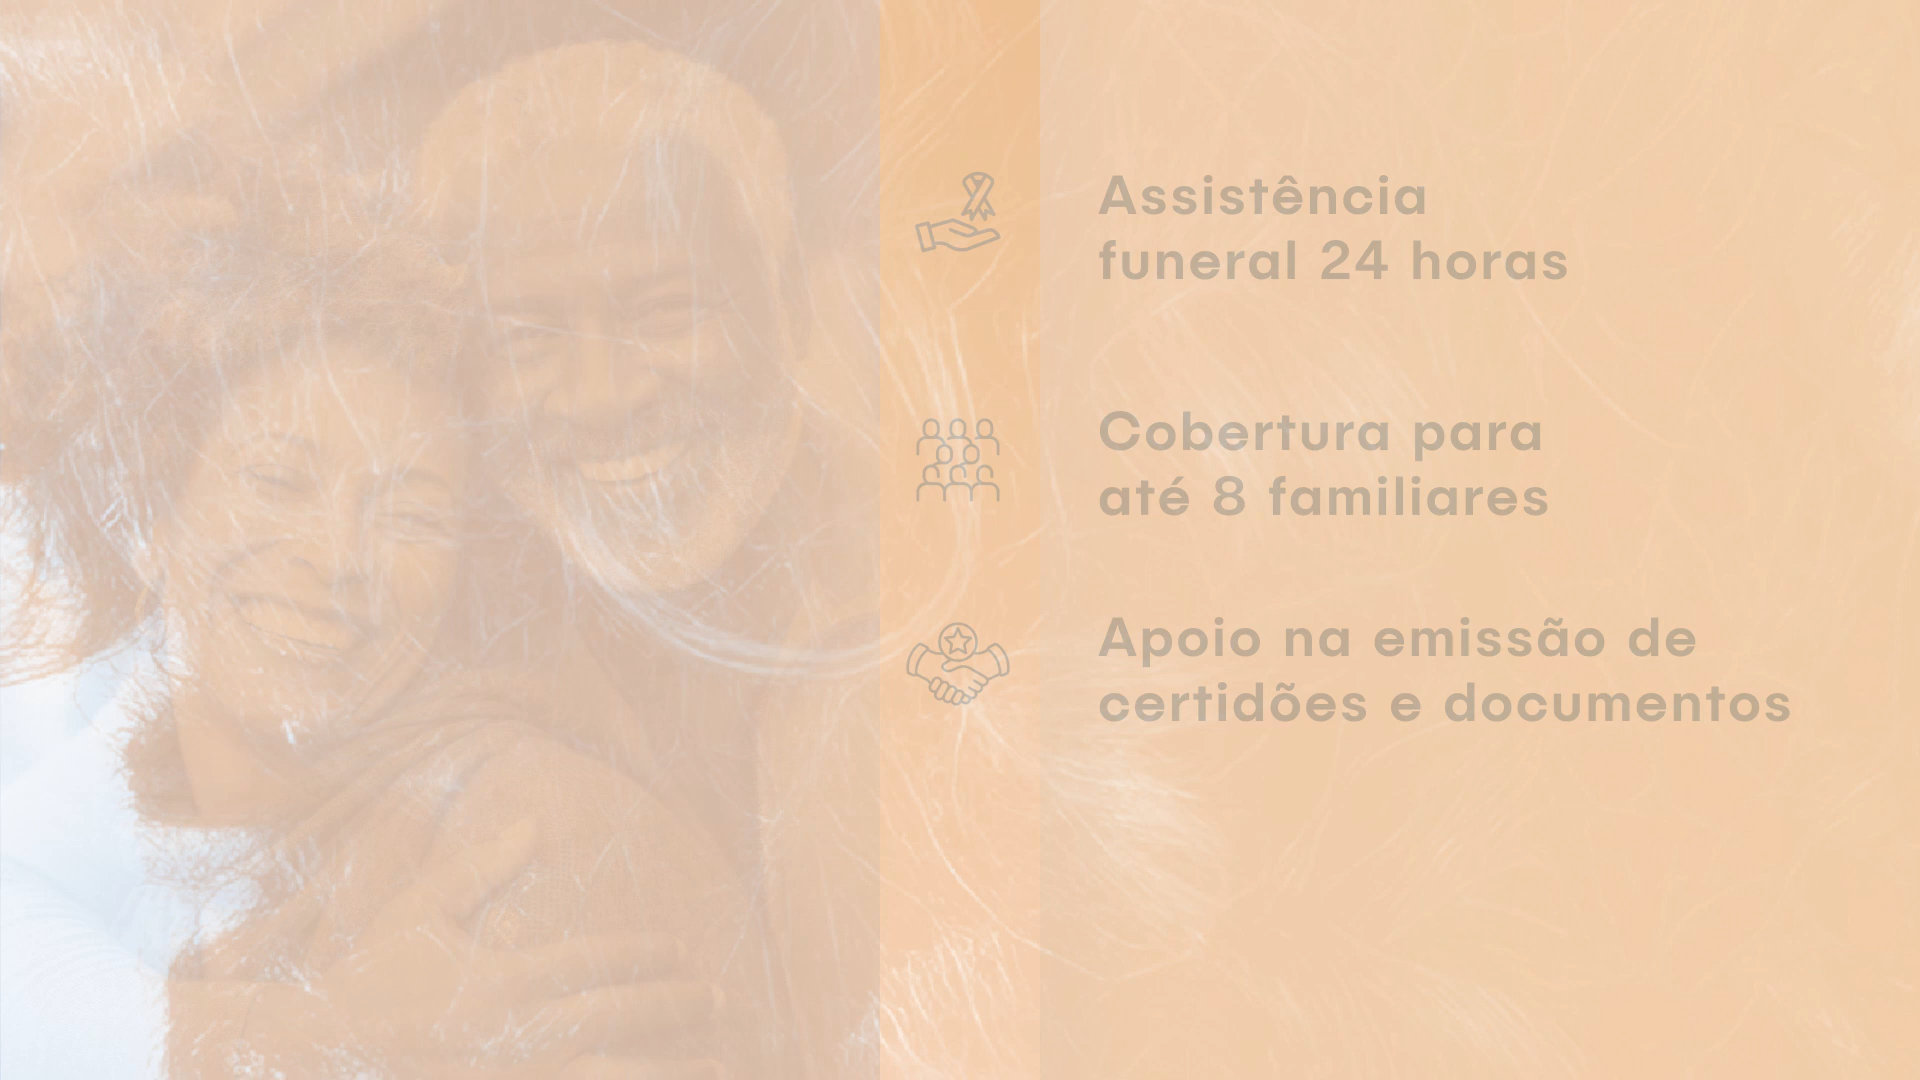 Assistência
funeral 24 horas
Cobertura para
até 8 familiares
Apoio na emissão de
certidões e documentos